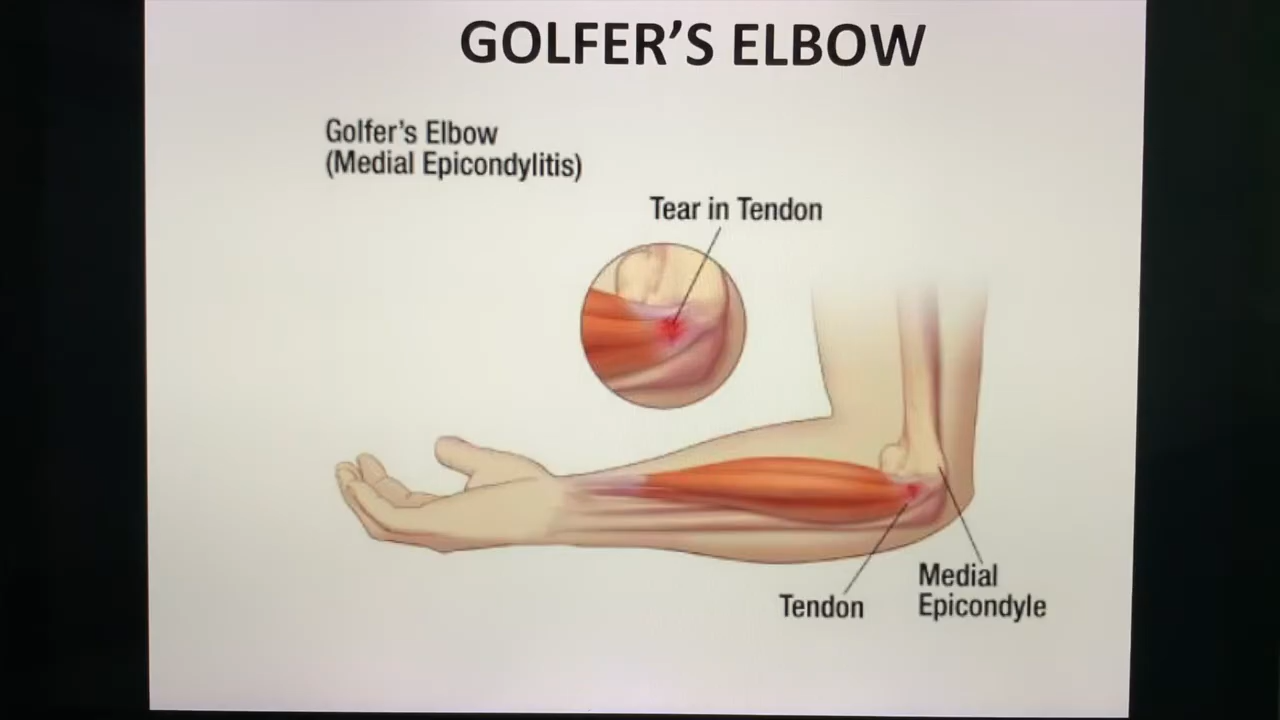 GOLFER'S ELBOW
Golfer's Elbow
(Medial Epicondylitis)
Tear in Tendon
Tendon
Medial
Epicondyle